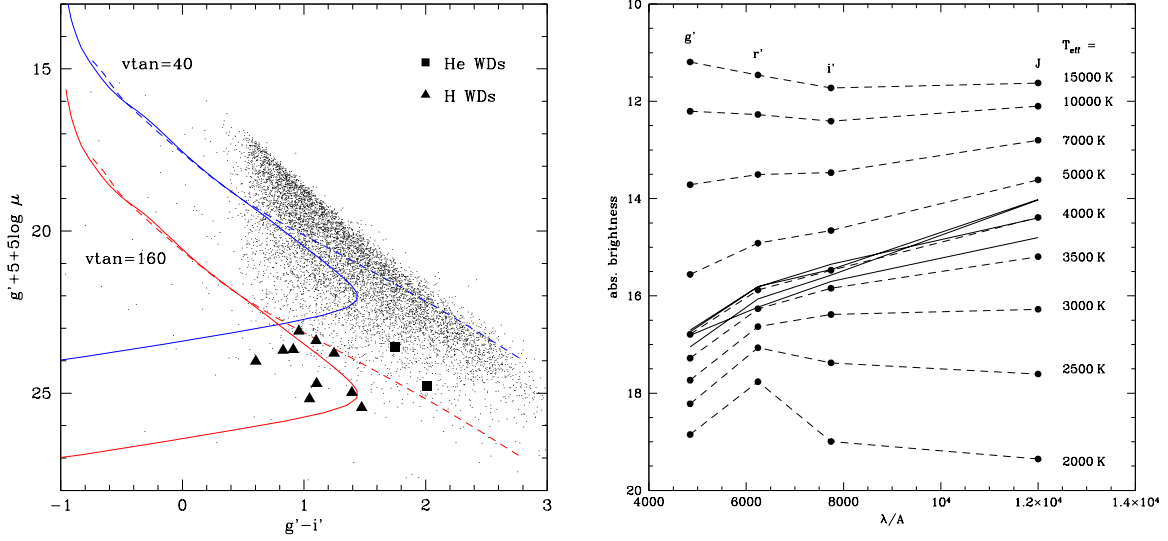 vtan=40
He WDs
H WDs
vtan=160
15
20
25
g'+5+5log μ
−1
0
1
2
3
g'−i'
10
12
14
16
18
20
abs. brightness
g'
r'
i'
J
T_eff =
15000 K
10000 K
7000 K
5000 K
4000 K
3500 K
3000 K
2500 K
2000 K
4000
6000
8000
10⁴
1.2×10⁴
1.4×10⁴
λ/A